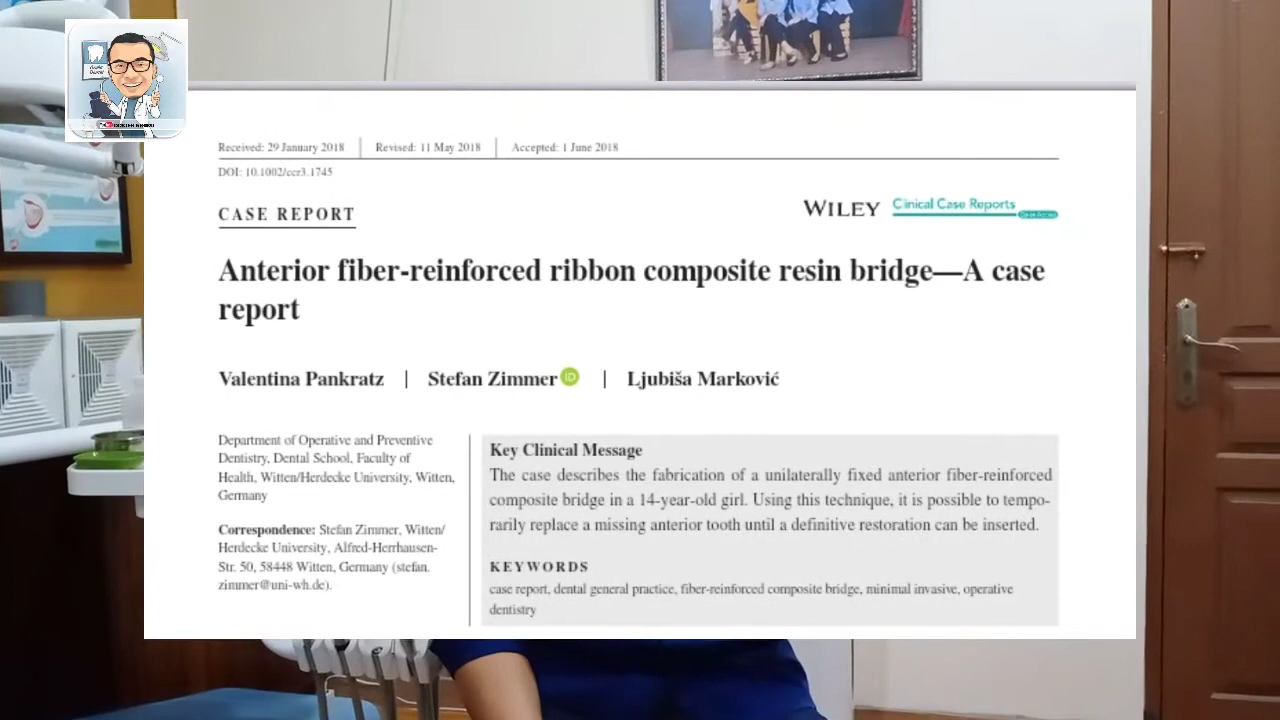 Received: 29 January 2018 | Revised: 11 May 2018 | Accepted: 1 June 2018
DOI: 10.1002/ccr3.1745
CASE REPORT
WILEY Clinical Case Reports
Open Access
Anterior fiber-reinforced ribbon composite resin bridge—A case
report
Valentina Pankratz | Stefan Zimmer iD | Ljubiša Marković
Department of Operative and Preventive
Dentistry, Dental School, Faculty of
Health, Witten/Herdecke University, Witten,
Germany
Correspondence: Stefan Zimmer, Witten/
Herdecke University, Alfred-Herrhausen-
Str. 50, 58448 Witten, Germany (stefan.
zimmer@uni-wh.de).
Key Clinical Message
The case describes the fabrication of a unilaterally fixed anterior fiber-reinforced
composite bridge in a 14-year-old girl. Using this technique, it is possible to tempo-
rarily replace a missing anterior tooth until a definitive restoration can be inserted.
KEYWORDS
case report, dental general practice, fiber-reinforced composite bridge, minimal invasive, operative
dentistry